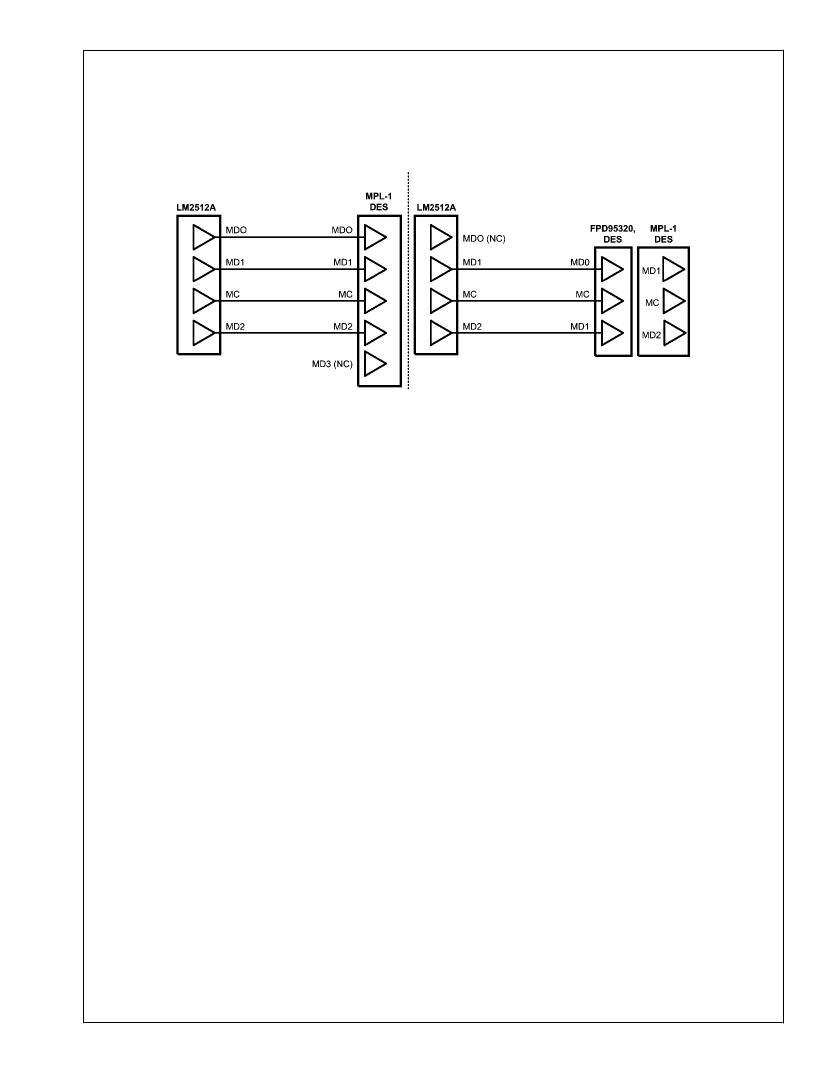 LM2512A
MPL-1
DES
MDO
MDO
MD1
MD1
MC
MC
MD2
MD2
MD3 (NC)
LM2512A
FPD95320,
DES
MPL-1
DES
MDO (NC)
MD1
MD0
MD1
MC
MC
MC
MD2
MD1
MD2